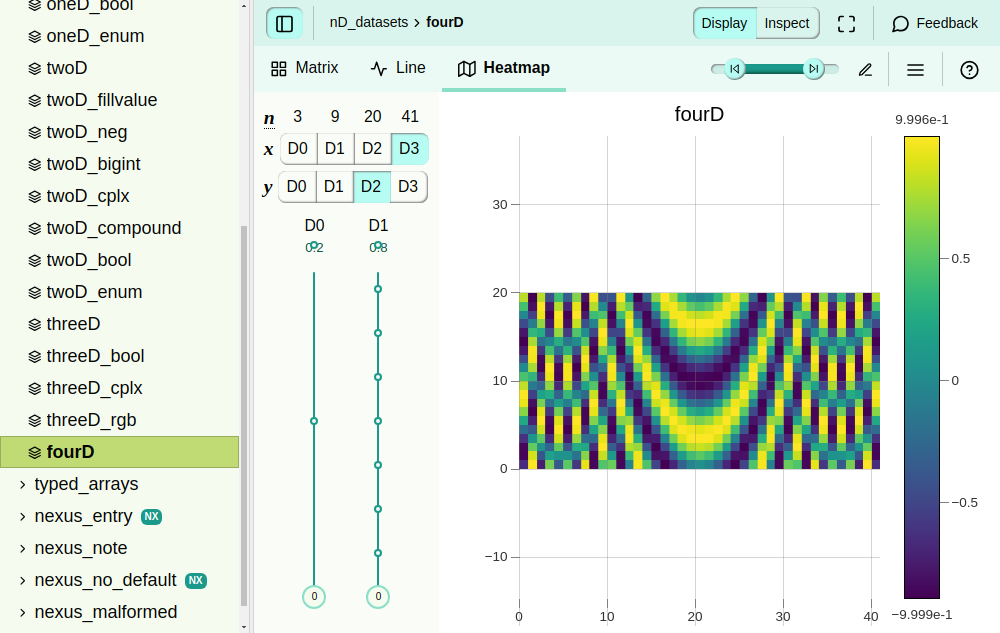 oneD_bool
oneD_enum
twoD
twoD_fillvalue
twoD_neg
twoD_bigint
twoD_cplx
twoD_compound
twoD_bool
twoD_enum
threeD
threeD_bool
threeD_cplx
threeD_rgb
fourD
typed_arrays
nexus_entry NX
nexus_note
nexus_no_default NX
nexus_malformed
nD_datasets › fourD
Display Inspect
Feedback
Matrix Line Heatmap
n 3 9 20 41
x D0 D1 D2 D3
y D0 D1 D2 D3
D0 D1
0:2 0:8
0 0
fourD
30
20
10
0
−10
0 10 20 30 40
9.996e-1
0.5
0
−0.5
−9.999e-1